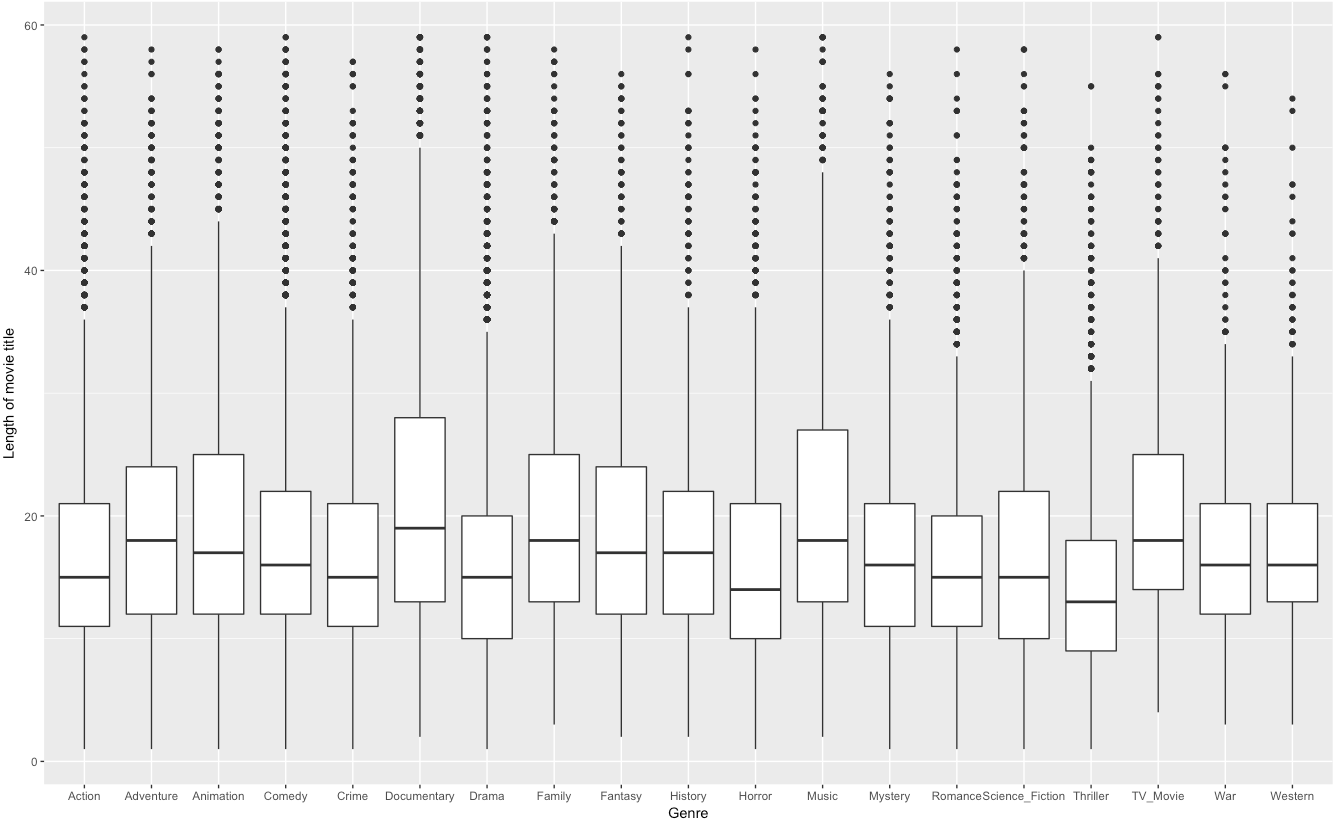 Length of movie title
60
40
20
0
Action Adventure Animation Comedy Crime Documentary Drama Family Fantasy History Horror Music Mystery Romance Science_Fiction Thriller TV_Movie War Western
Genre